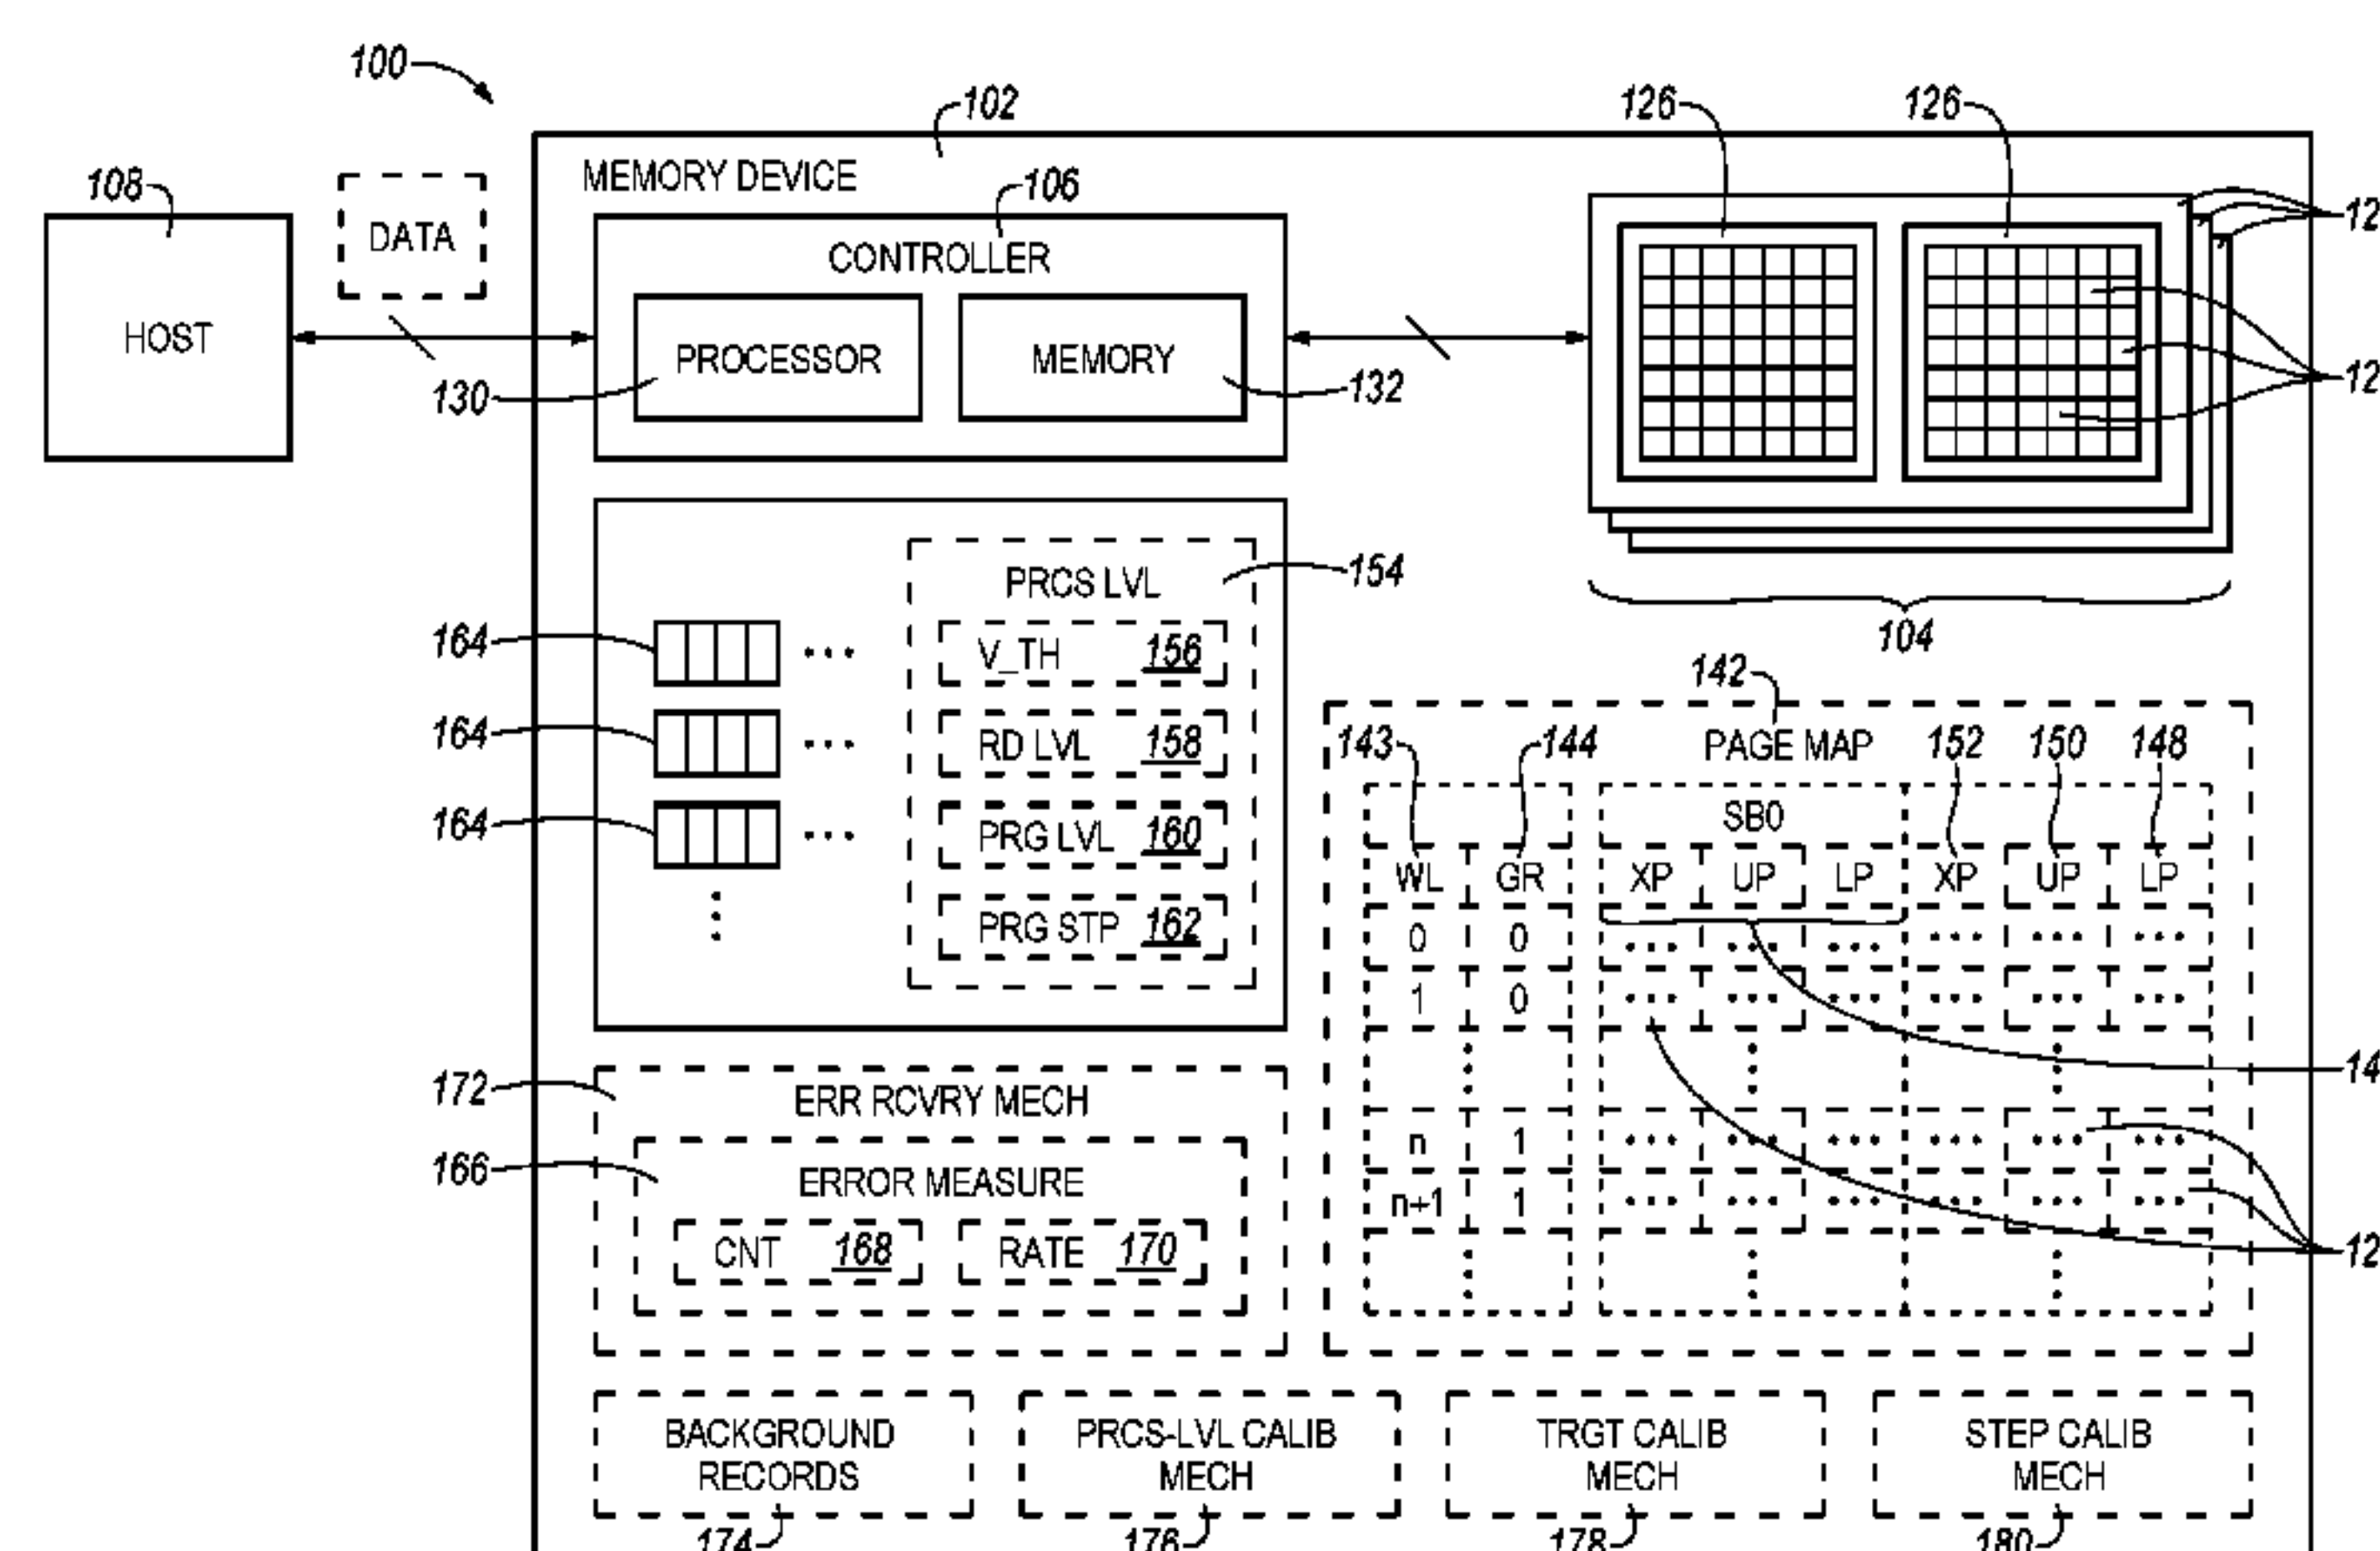 100
102
126
126
108
DATA
MEMORY DEVICE
106
CONTROLLER
HOST
PROCESSOR
MEMORY
130
132
12
12
PRCS LVL
154
104
164
V_TH 156
164
RD LVL 158
164
PRG LVL 160
PRG STP 162
142
143
144
PAGE MAP
152
150
148
SB0
WL GR XP UP LP XP UP LP
0 0 ... ... ... ... ... ...
1 0 ... ... ... ... ... ...
14
n 1 ... ... ... ... ... ...
n+1 1 ... ... ... ... ... ...
12
172
ERR RCVRY MECH
166
ERROR MEASURE
CNT 168
RATE 170
BACKGROUND
RECORDS
174
PRCS-LVL CALIB
MECH
176
TRGT CALIB
MECH
178
STEP CALIB
MECH
180